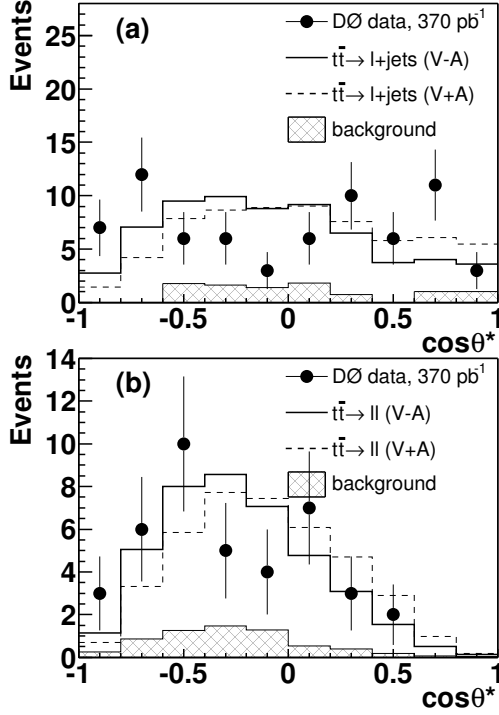 Events
25
20
15
10
5
0
(a)
DØ data, 370 pb⁻¹
tt̄→ l+jets (V-A)
tt̄→ l+jets (V+A)
background
-1 -0.5 0 0.5 1
cosθ*
Events
14
12
10
8
6
4
2
0
(b)
DØ data, 370 pb⁻¹
tt̄→ ll (V-A)
tt̄→ ll (V+A)
background
-1 -0.5 0 0.5 1
cosθ*